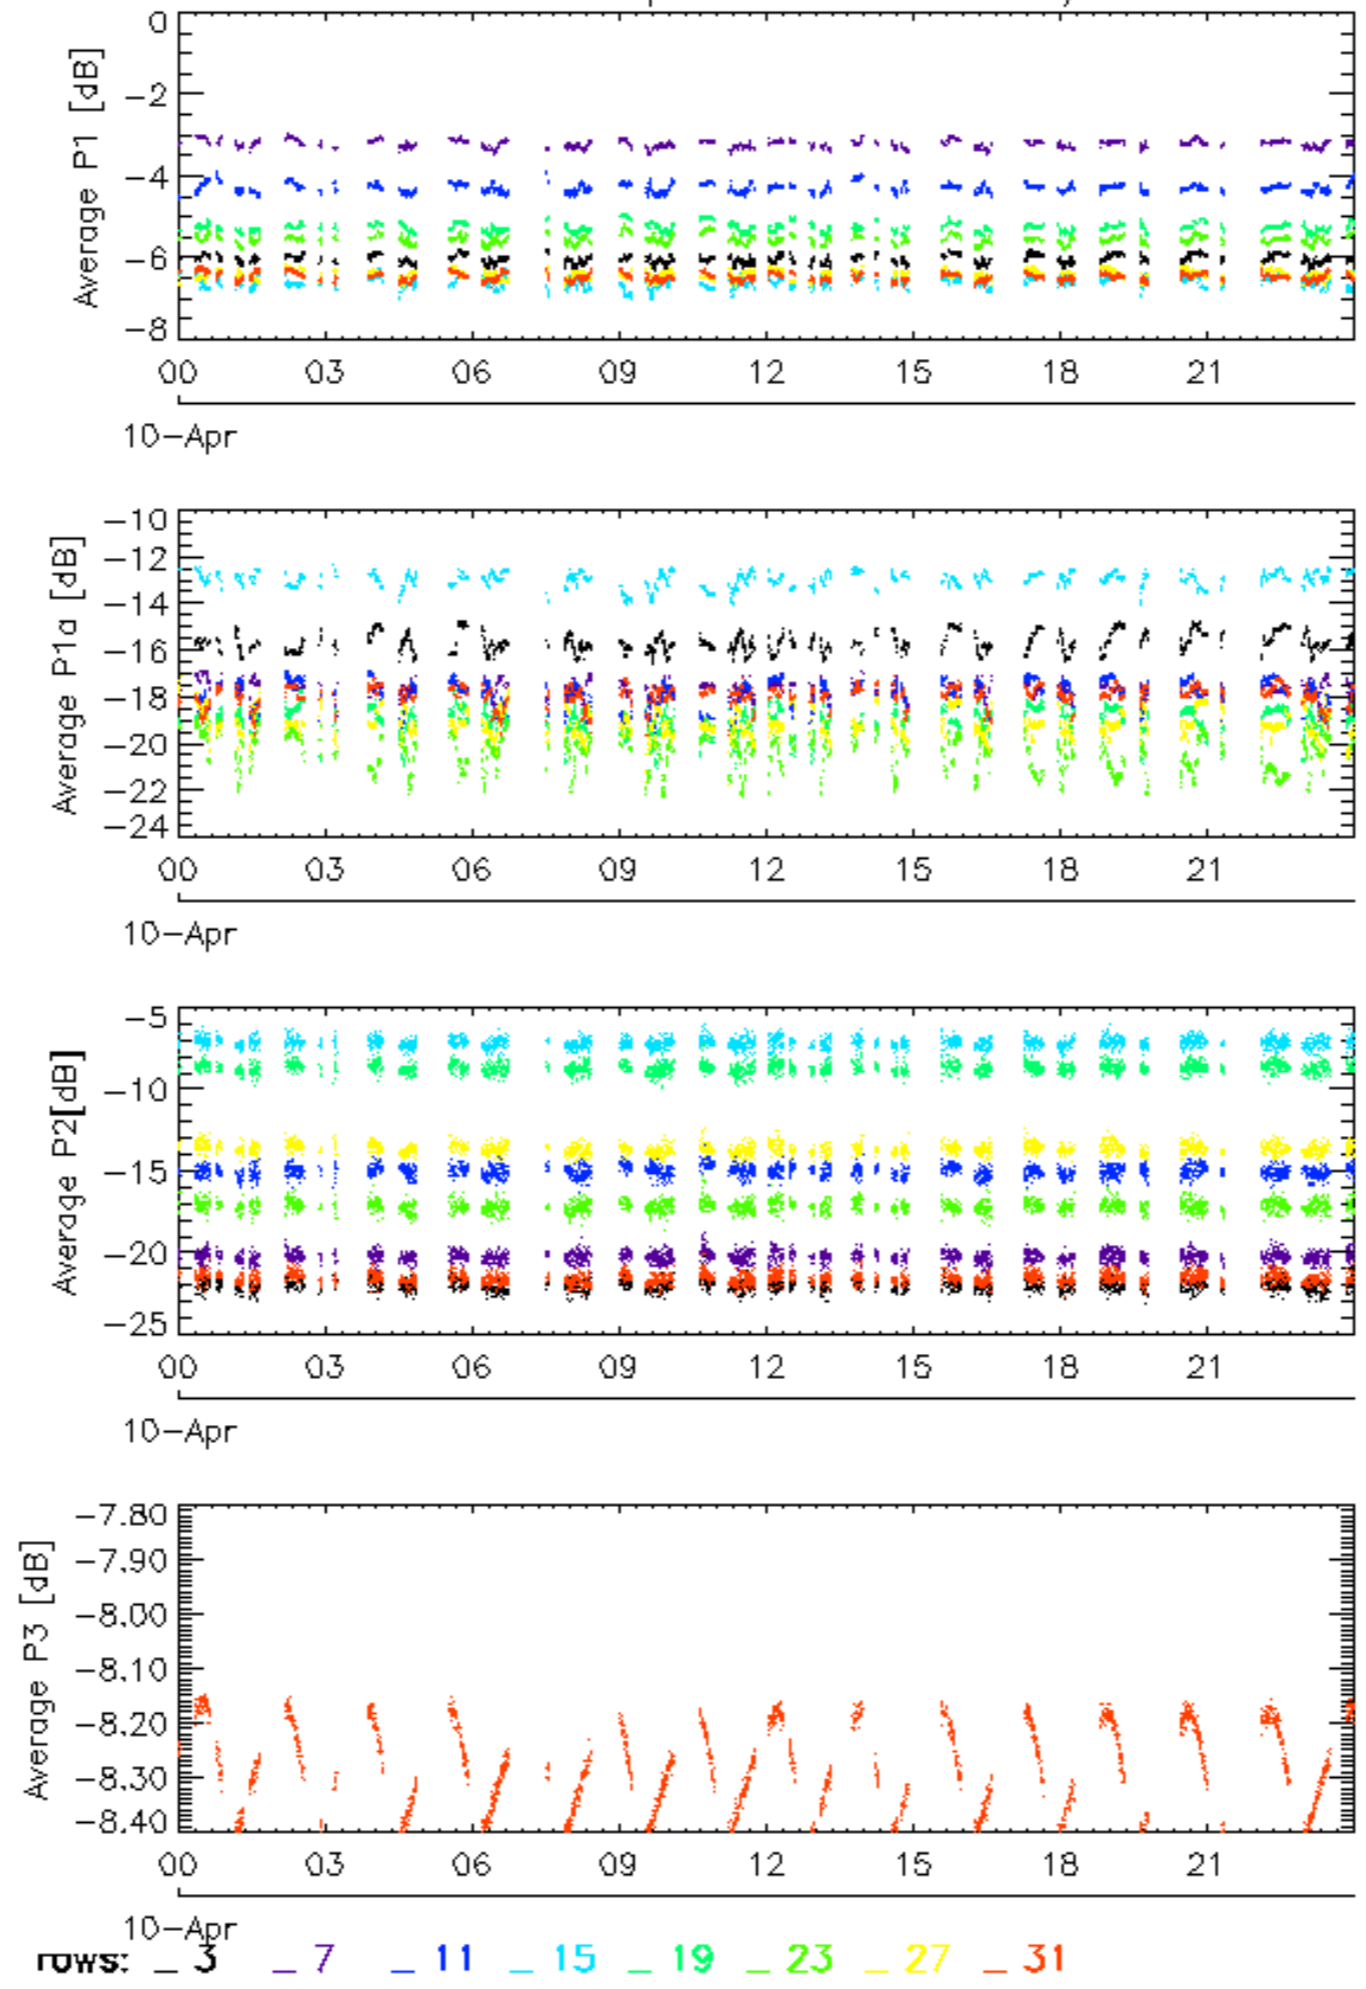 0
-2
-4
-6
-8
Average P1 [dB]
00 03 06 09 12 15 18 21
10-Apr
-10
-12
-14
-16
-18
-20
-22
-24
Average P1a [dB]
00 03 06 09 12 15 18 21
10-Apr
-5
-10
-15
-20
-25
Average P2[dB]
00 03 06 09 12 15 18 21
10-Apr
-7.80
-7.90
-8.00
-8.10
-8.20
-8.30
-8.40
Average P3 [dB]
00 03 06 09 12 15 18 21
10-Apr
rows: _ 3 _ 7 _ 11 _ 15 _ 19 _ 23 _ 27 _ 31